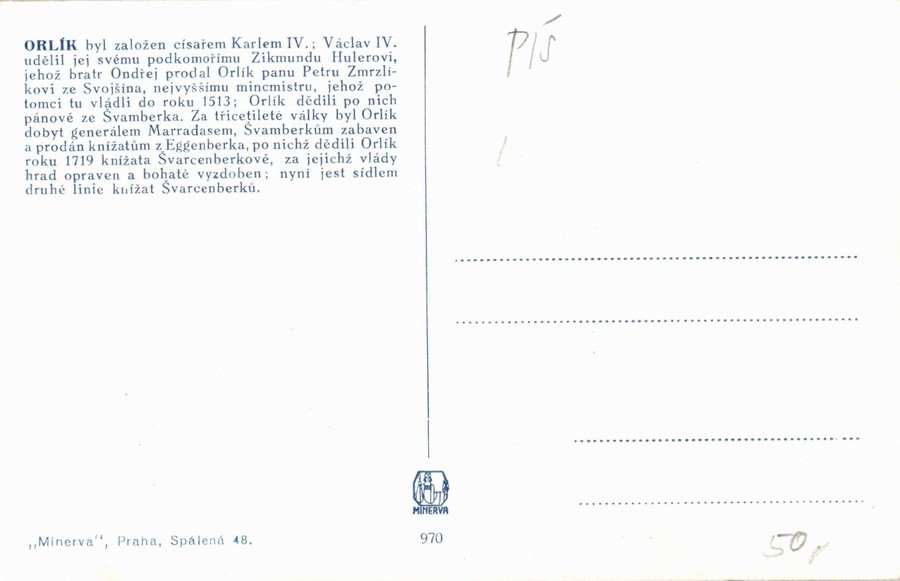 ORLÍK byl založen císařem Karlem IV.; Václav IV.
udělil jej svému podkomořímu Zikmundu Hulerovi,
jehož bratr Ondřej prodal Orlík panu Petru Zmrzlí-
kovi ze Svojšína, nejvyššímu mincmistru, jehož po-
tomci tu vládli do roku 1513; Orlík dědili po nich
pánové ze Švamberka. Za třicetileté války byl Orlík
dobyt generálem Marradasem, Švamberkům zabaven
a prodán knížatům z Eggenberka, po nichž dědili Orlík
roku 1719 knížata Švarcenberkové, za jejichž vlády
hrad opraven a bohatě vyzdoben; nyní jest sídlem
druhé linie knížat Švarcenberků.
PÍŠ
MINERVA
„Minerva", Praha, Spálená 48.
970
50,